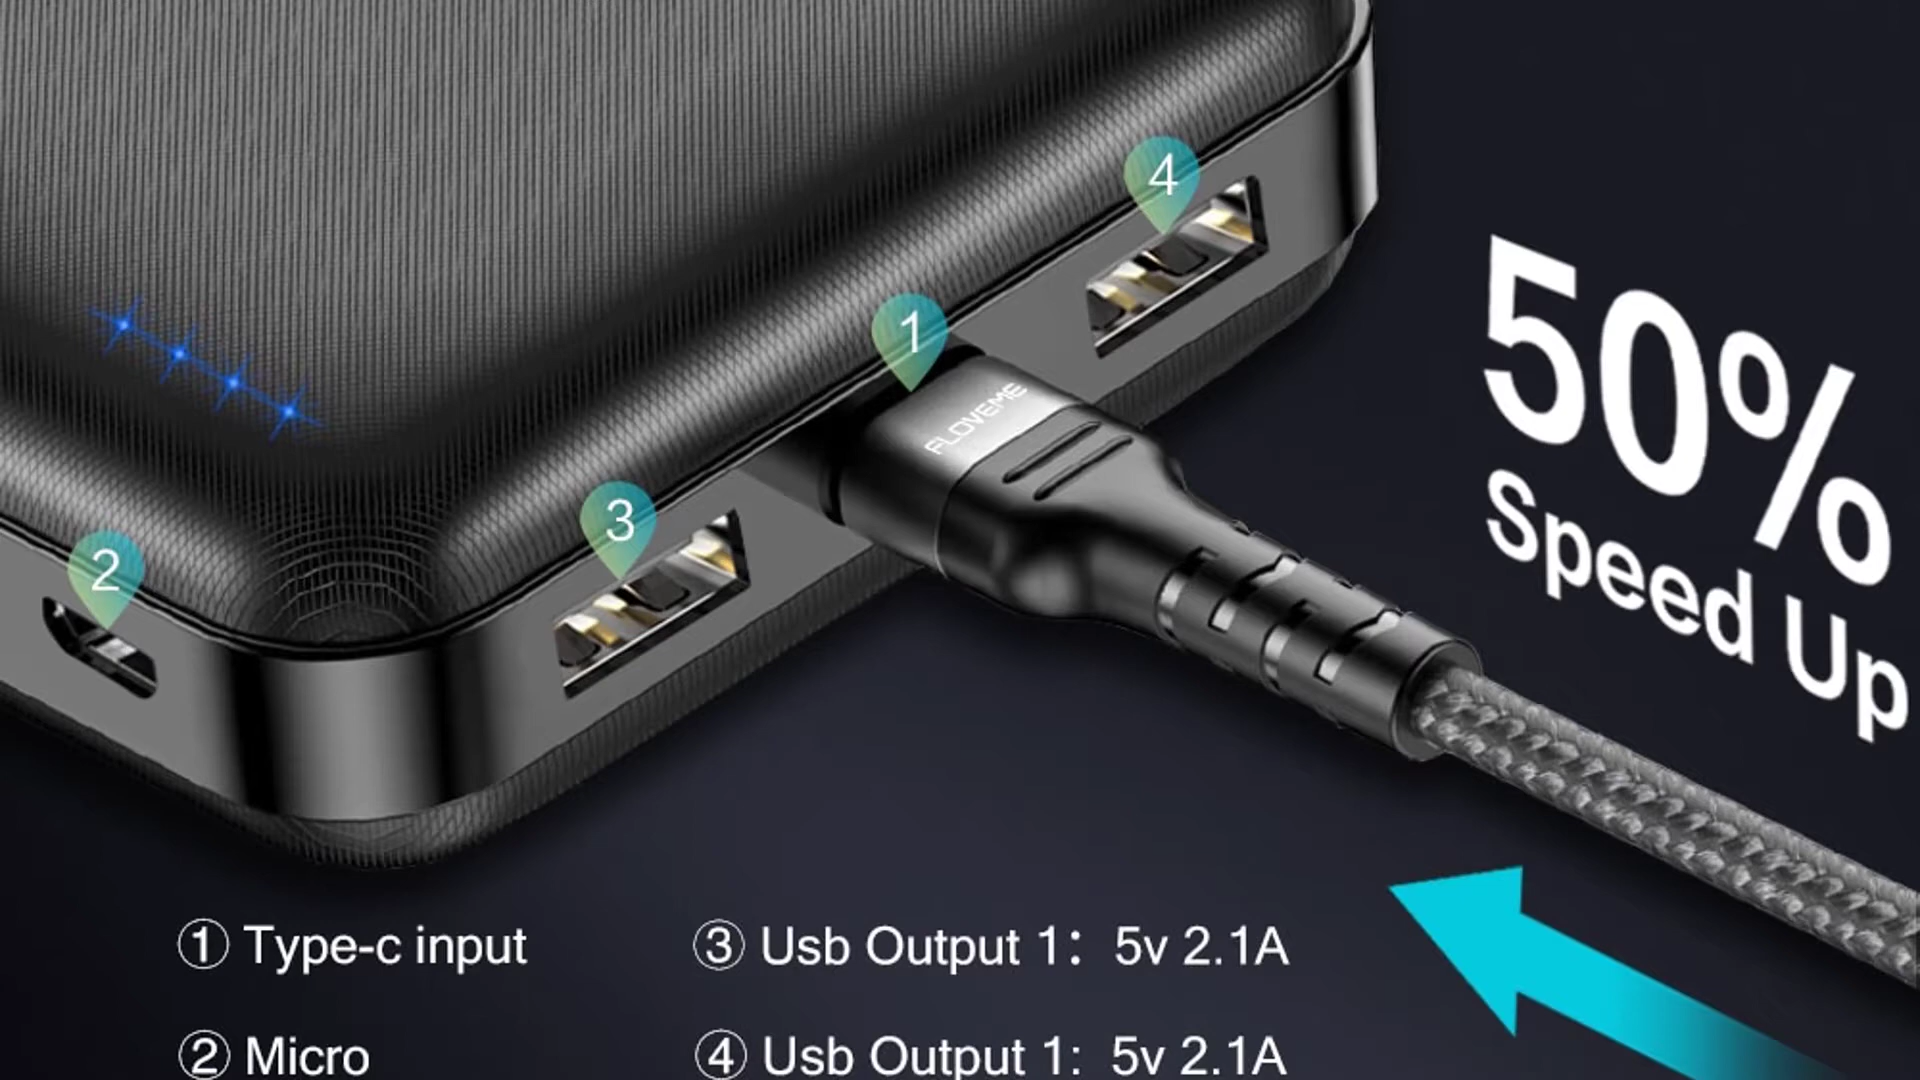 4
1
FLOVEME
3
2
50%
Speed Up
① Type-c input
③ Usb Output 1: 5v 2.1A
② Micro
④ Usb Output 1: 5v 2.1A